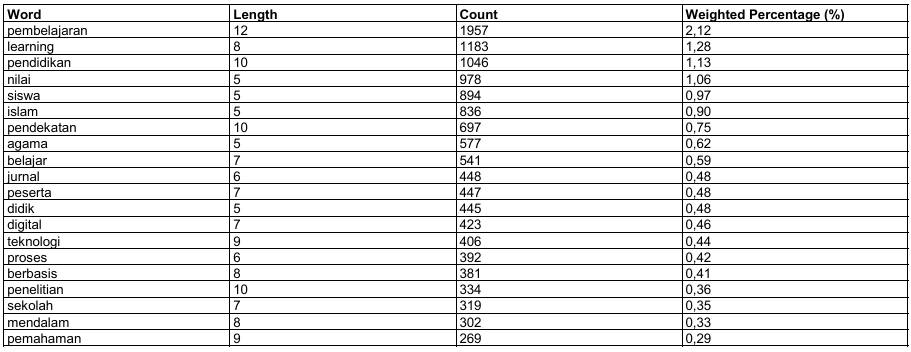 Word Length Count Weighted Percentage (%)
pembelajaran 12 1957 2,12
learning 8 1183 1,28
pendidikan 10 1046 1,13
nilai 5 978 1,06
siswa 5 894 0,97
islam 5 836 0,90
pendekatan 10 697 0,75
agama 5 577 0,62
belajar 7 541 0,59
jurnal 6 448 0,48
peserta 7 447 0,48
didik 5 445 0,48
digital 7 423 0,46
teknologi 9 406 0,44
proses 6 392 0,42
berbasis 8 381 0,41
penelitian 10 334 0,36
sekolah 7 319 0,35
mendalam 8 302 0,33
pemahaman 9 269 0,29